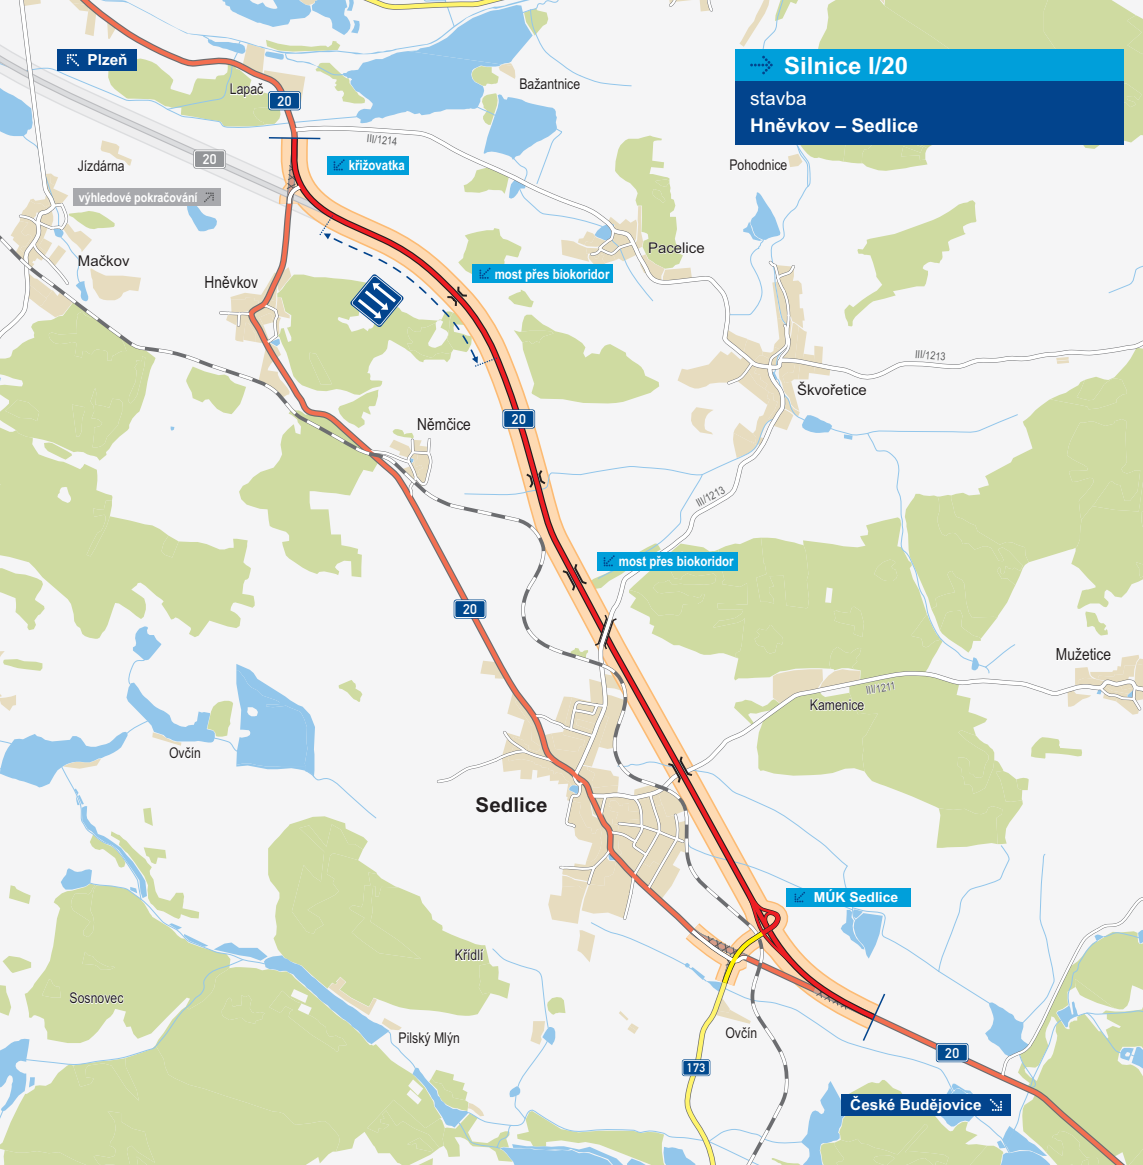 Plzeň
Silnice I/20
stavba
Hněvkov – Sedlice
Lapač
20
Bažantnice
III/1214
20
křižovatka
Jízdárna
Pohodnice
výhledové pokračování
Mačkov
Pacelice
Hněvkov
most přes biokoridor
III/1213
Škvořetice
20
Němčice
III/1213
most přes biokoridor
20
Mužetice
III/1211
Kamenice
Ovčín
Sedlice
MÚK Sedlice
Křídlí
Sosnovec
Pilský Mlýn
Ovčín
20
173
České Budějovice